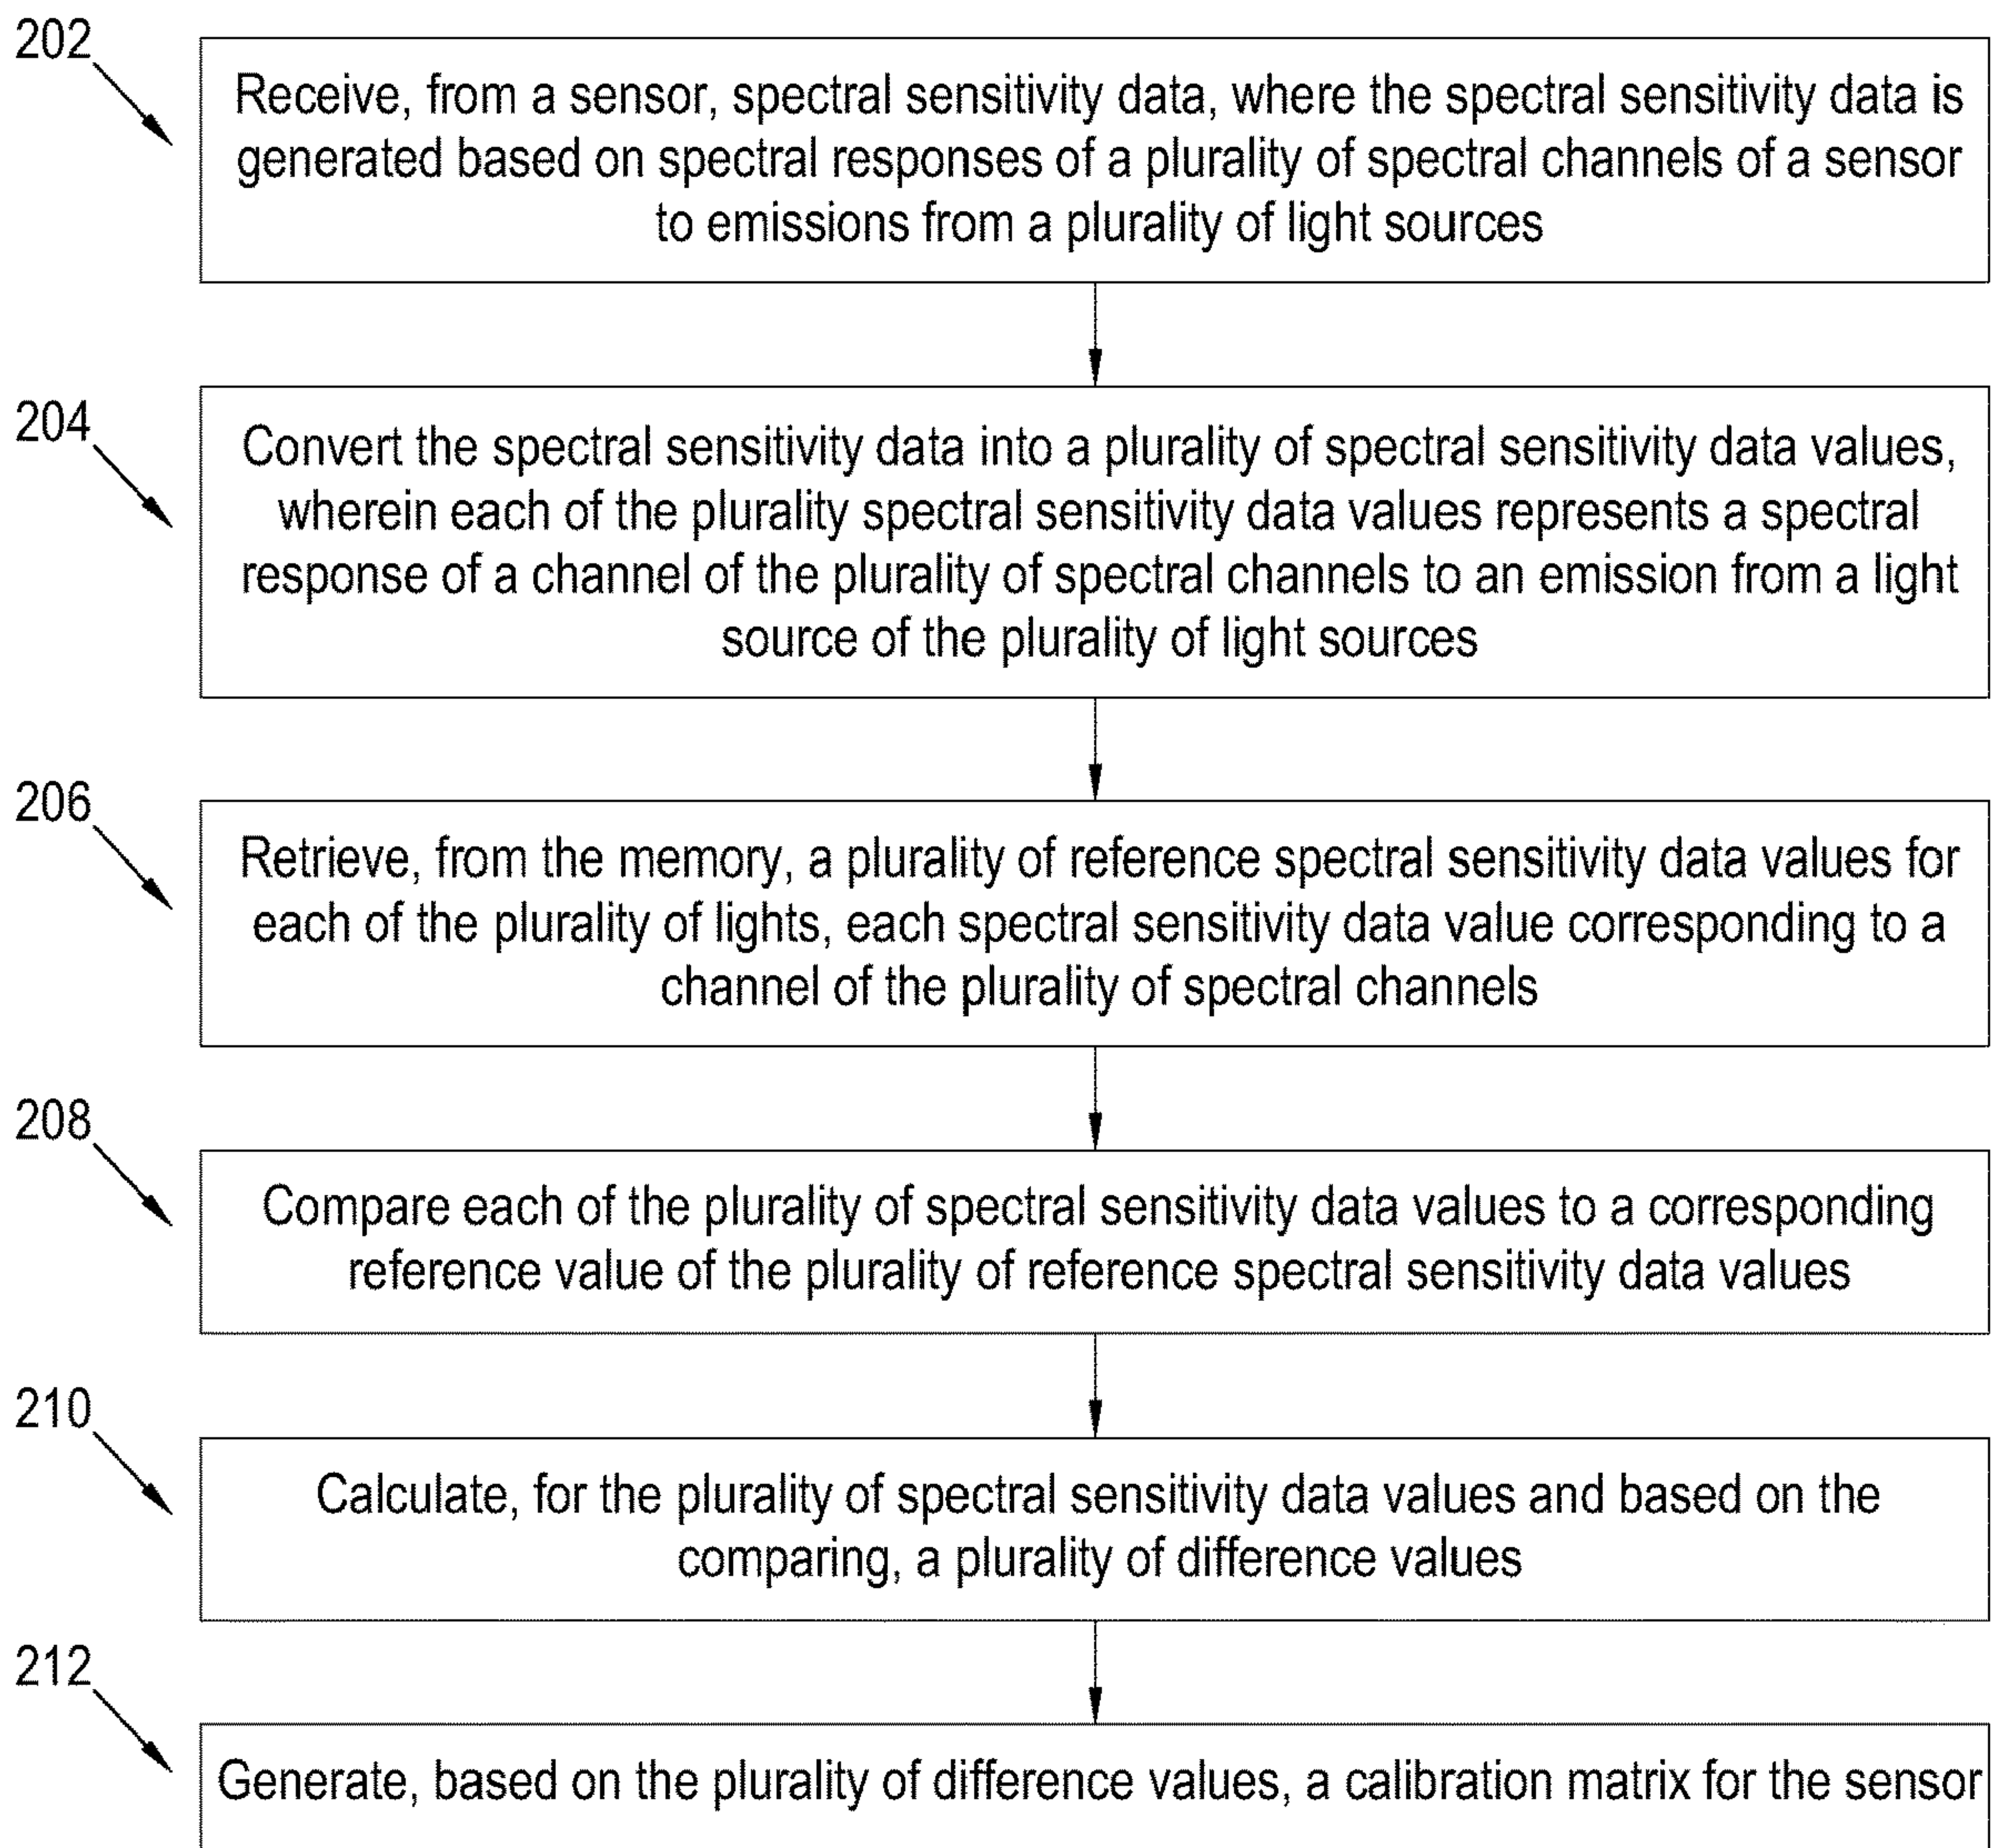 202
Receive, from a sensor, spectral sensitivity data, where the spectral sensitivity data is
generated based on spectral responses of a plurality of spectral channels of a sensor
to emissions from a plurality of light sources
204
Convert the spectral sensitivity data into a plurality of spectral sensitivity data values,
wherein each of the plurality spectral sensitivity data values represents a spectral
response of a channel of the plurality of spectral channels to an emission from a light
source of the plurality of light sources
206
Retrieve, from the memory, a plurality of reference spectral sensitivity data values for
each of the plurality of lights, each spectral sensitivity data value corresponding to a
channel of the plurality of spectral channels
208
Compare each of the plurality of spectral sensitivity data values to a corresponding
reference value of the plurality of reference spectral sensitivity data values
210
Calculate, for the plurality of spectral sensitivity data values and based on the
comparing, a plurality of difference values
212
Generate, based on the plurality of difference values, a calibration matrix for the sensor